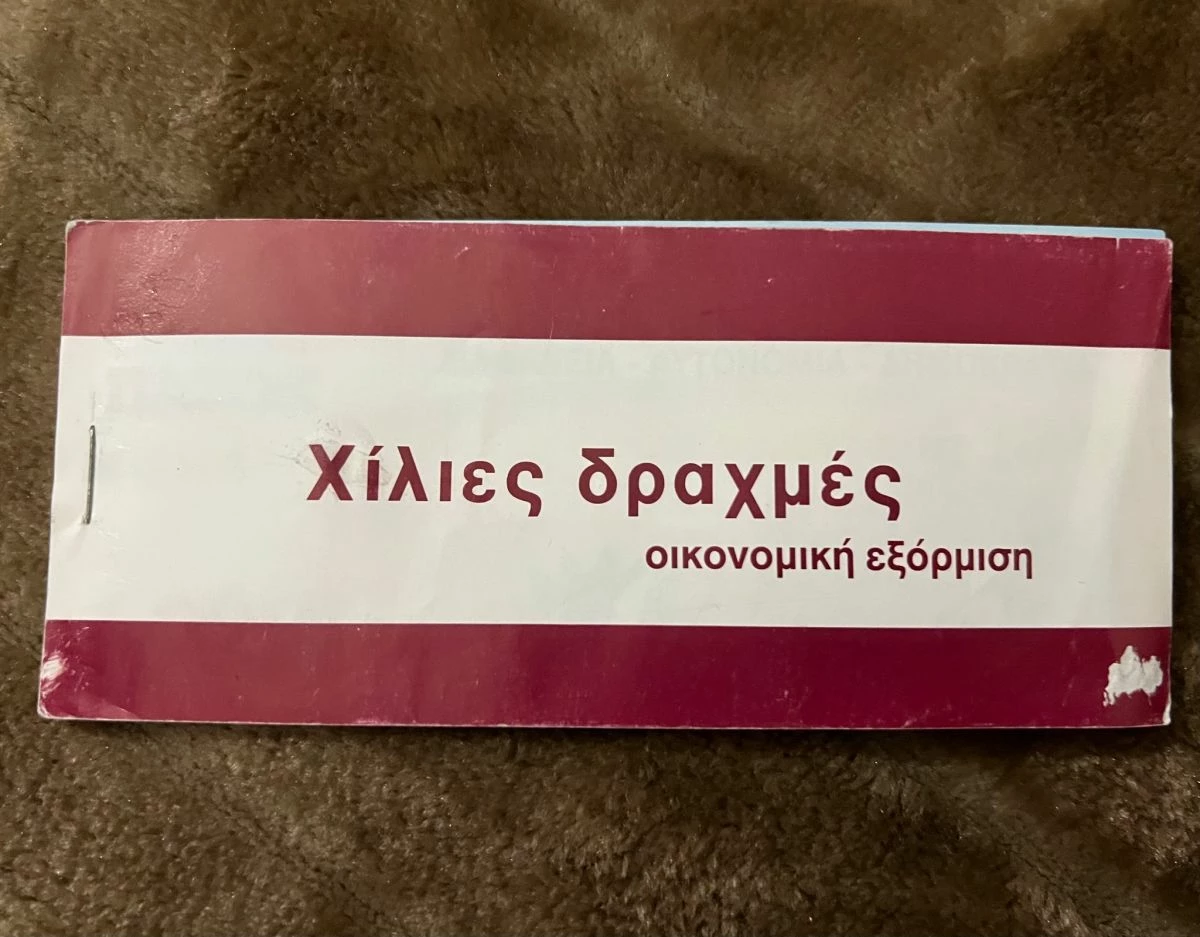 Χίλιες δραχμές
οικονομική εξόρμιση